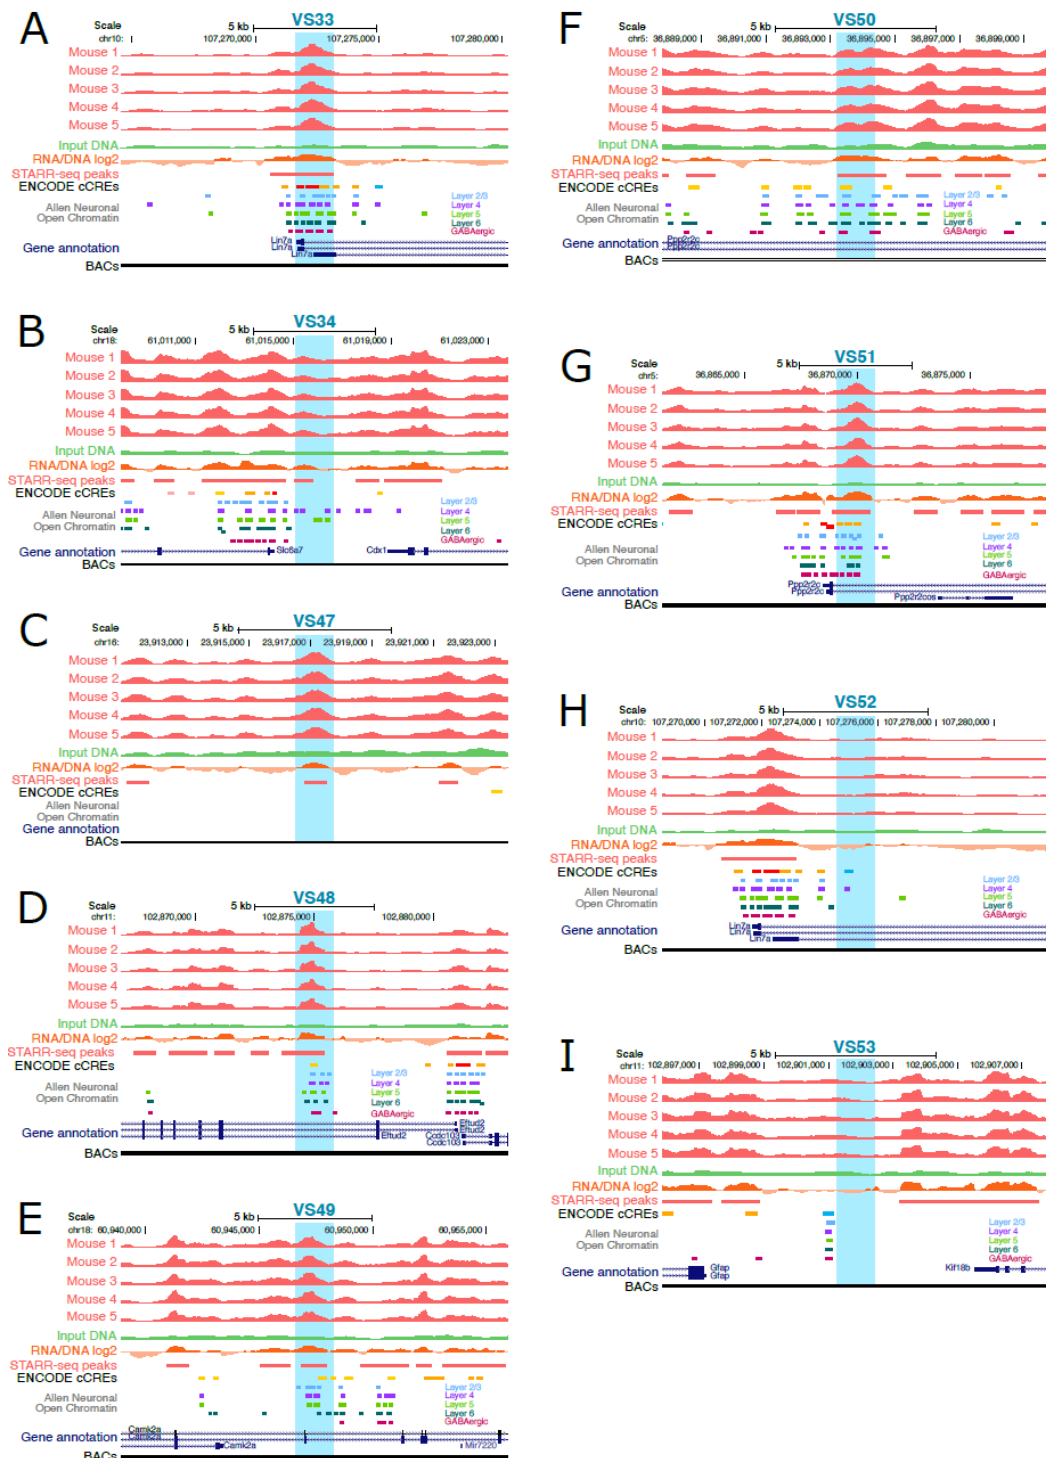 A
VS33
Scale
5 kb
chr10:
107,270,000
107,275,000
107,280,000
Mouse 1
Mouse 2
Mouse 3
Mouse 4
Mouse 5
Input DNA
RNA/DNA log2
STARR-seq peaks
ENCODE cCREs
Allen Neuronal
Open Chromatin
Layer 2/3
Layer 4
Layer 5
Layer 6
GABAergic
Gene annotation
Lin7a
Lin7a
Lin7a
BACs
B
VS34
Scale
5 kb
chr18:
61,011,000
61,015,000
61,019,000
61,023,000
Mouse 1
Mouse 2
Mouse 3
Mouse 4
Mouse 5
Input DNA
RNA/DNA log2
STARR-seq peaks
ENCODE cCREs
Allen Neuronal
Open Chromatin
Layer 2/3
Layer 4
Layer 5
Layer 6
GABAergic
Gene annotation
Slc6a7
Cdx1
BACs
C
VS47
Scale
5 kb
chr16:
23,913,000
23,915,000
23,917,000
23,919,000
23,921,000
23,923,000
Mouse 1
Mouse 2
Mouse 3
Mouse 4
Mouse 5
Input DNA
RNA/DNA log2
STARR-seq peaks
ENCODE cCREs
Allen Neuronal
Open Chromatin
Gene annotation
BACs
D
VS48
Scale
5 kb
chr11:
102,870,000
102,875,000
102,880,000
Mouse 1
Mouse 2
Mouse 3
Mouse 4
Mouse 5
Input DNA
RNA/DNA log2
STARR-seq peaks
ENCODE cCREs
Allen Neuronal
Open Chromatin
Layer 2/3
Layer 4
Layer 5
Layer 6
GABAergic
Gene annotation
Eftud2
Eftud2
Eftud2
Ccdc103
Ccdc103
BACs
E
VS49
Scale
5 kb
chr18:
60,940,000
60,945,000
60,950,000
60,955,000
Mouse 1
Mouse 2
Mouse 3
Mouse 4
Mouse 5
Input DNA
RNA/DNA log2
STARR-seq peaks
ENCODE cCREs
Allen Neuronal
Open Chromatin
Layer 2/3
Layer 4
Layer 5
Layer 6
GABAergic
Gene annotation
Camk2a
Camk2a
Camk2a
Mir7220
BACs
F
VS50
Scale
5 kb
chr5:
36,889,000
36,891,000
36,893,000
36,895,000
36,897,000
36,899,000
Mouse 1
Mouse 2
Mouse 3
Mouse 4
Mouse 5
Input DNA
RNA/DNA log2
STARR-seq peaks
ENCODE cCREs
Allen Neuronal
Open Chromatin
Layer 2/3
Layer 4
Layer 5
Layer 6
GABAergic
Gene annotation
Ppp2r2c
Ppp2r2c
BACs
G
VS51
Scale
5 kb
chr5:
36,865,000
36,870,000
36,875,000
Mouse 1
Mouse 2
Mouse 3
Mouse 4
Mouse 5
Input DNA
RNA/DNA log2
STARR-seq peaks
ENCODE cCREs
Allen Neuronal
Open Chromatin
Layer 2/3
Layer 4
Layer 5
Layer 6
GABAergic
Gene annotation
Ppp2r2c
Ppp2r2c
Ppp2r2cos
BACs
H
VS52
Scale
5 kb
chr10:
107,270,000
107,272,000
107,274,000
107,276,000
107,278,000
107,280,000
Mouse 1
Mouse 2
Mouse 3
Mouse 4
Mouse 5
Input DNA
RNA/DNA log2
STARR-seq peaks
ENCODE cCREs
Allen Neuronal
Open Chromatin
Layer 2/3
Layer 4
Layer 5
Layer 6
GABAergic
Gene annotation
Lin7a
Lin7a
Lin7a
BACs
I
VS53
Scale
5 kb
chr11:
102,897,000
102,899,000
102,901,000
102,903,000
102,905,000
102,907,000
Mouse 1
Mouse 2
Mouse 3
Mouse 4
Mouse 5
Input DNA
RNA/DNA log2
STARR-seq peaks
ENCODE cCREs
Allen Neuronal
Open Chromatin
Layer 2/3
Layer 4
Layer 5
Layer 6
GABAergic
Gene annotation
Gfap
Gfap
Kif18b
BACs